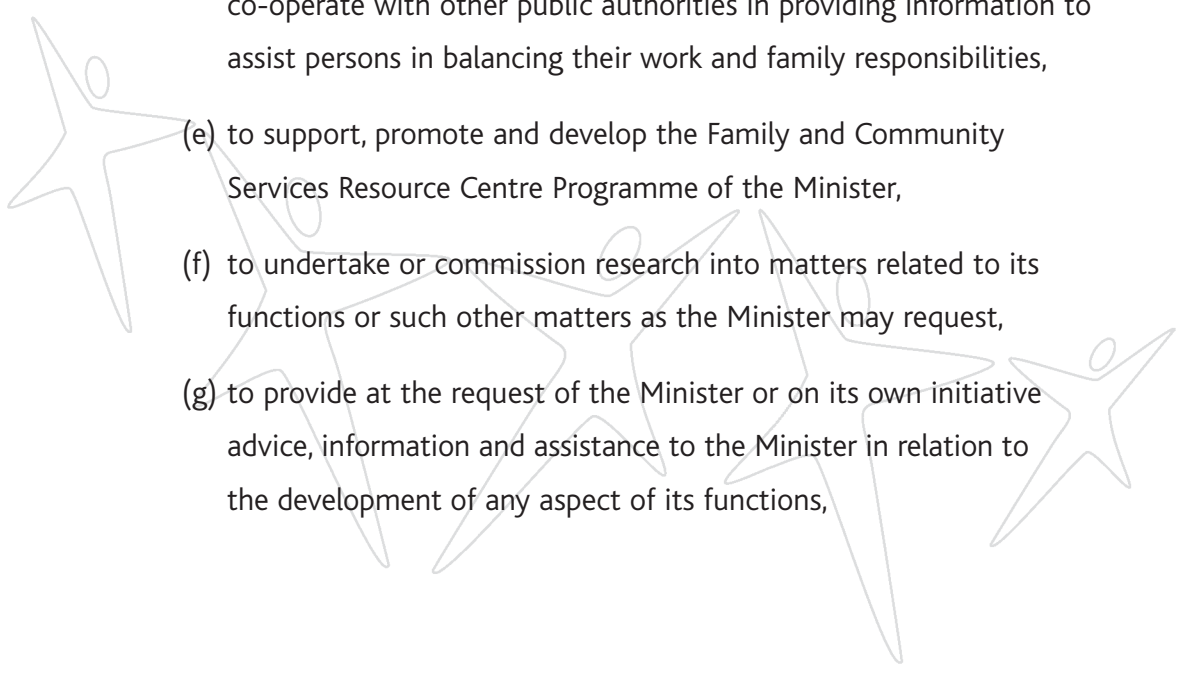 co-operate with other public authorities in providing information to
assist persons in balancing their work and family responsibilities,
(e) to support, promote and develop the Family and Community
Services Resource Centre Programme of the Minister,
(f) to undertake or commission research into matters related to its
functions or such other matters as the Minister may request,
(g) to provide at the request of the Minister or on its own initiative
advice, information and assistance to the Minister in relation to
the development of any aspect of its functions,